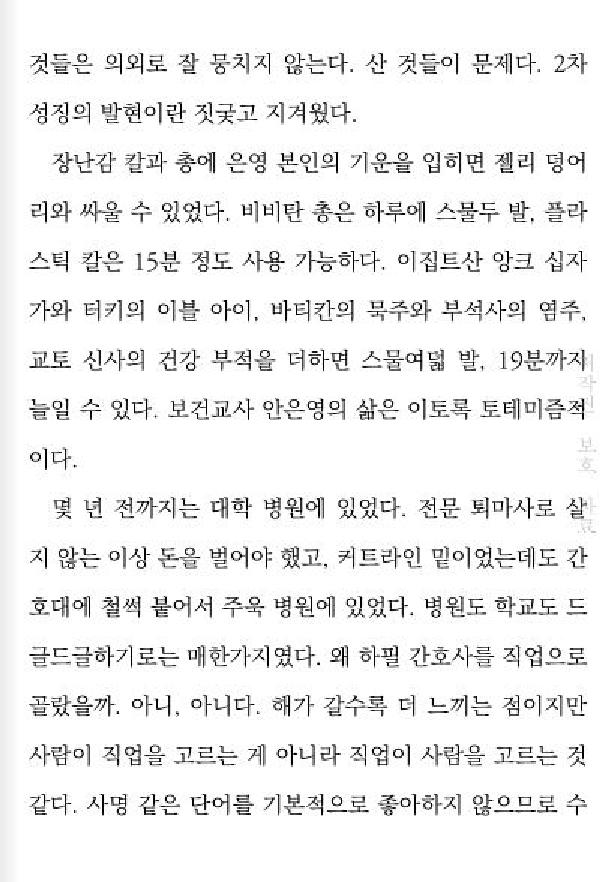 것들은 의외로 잘 뭉치지 않는다. 산 것들이 문제다. 2차
성징의 발현이란 짓궂고 지겨웠다.
장난감 칼과 총에 은영 본인의 기운을 입히면 젤리 덩어
리와 싸울 수 있었다. 비비탄 총은 하루에 스물두 발, 플라
스틱 칼은 15분 정도 사용 가능하다. 이집트산 앙크 십자
가와 터키의 이블 아이, 바티칸의 묵주와 부석사의 염주,
교토 신사의 건강 부적을 더하면 스물여덟 발, 19분까지
늘일 수 있다. 보건교사 안은영의 삶은 이토록 토테미즘적
이다.
몇 년 전까지는 대학 병원에 있었다. 전문 퇴마사로 살
지 않는 이상 돈을 벌어야 했고, 커트라인 밑이었는데도 간
호대에 철썩 붙어서 주욱 병원에 있었다. 병원도 학교도 드
글드글하기로는 매한가지였다. 왜 하필 간호사를 직업으로
골랐을까. 아니, 아니다. 해가 갈수록 더 느끼는 점이지만
사람이 직업을 고르는 게 아니라 직업이 사람을 고르는 것
같다. 사명 같은 단어를 기본적으로 좋아하지 않으므로 수
보호